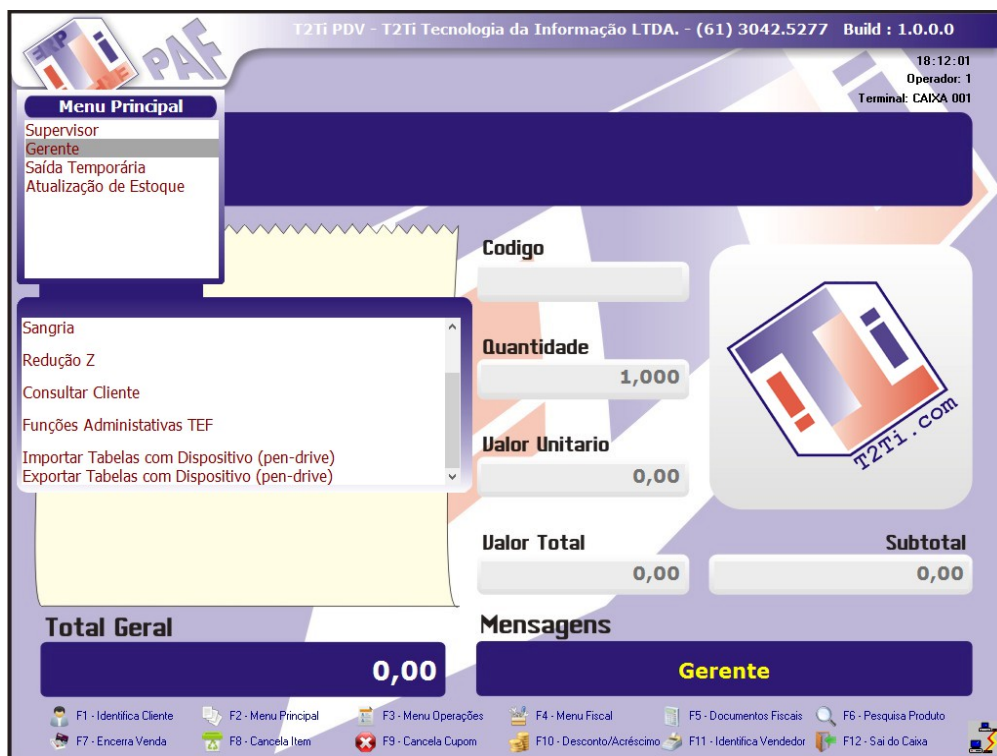 T2Ti PDV - T2Ti Tecnologia da Informação LTDA. - (61) 3042.5277 Build : 1.0.0.0
ERP
iTi
PAF
18:12:01
Operador: 1
Terminal: CAIXA 001
Menu Principal
Supervisor
Gerente
Saída Temporária
Atualização de Estoque
Sangria
Redução Z
Consultar Cliente
Funções Administativas TEF
Importar Tabelas com Dispositivo (pen-drive)
Exportar Tabelas com Dispositivo (pen-drive)
Codigo
Quantidade
1,000
Valor Unitario
0,00
Valor Total
0,00
Subtotal
0,00
iTi
T2Ti.com
Total Geral
0,00
Mensagens
Gerente
F1 - Identifica Cliente F2 - Menu Principal F3 - Menu Operações F4 - Menu Fiscal F5 - Documentos Fiscais F6 - Pesquisa Produto
F7 - Encerra Venda F8 - Cancela Item F9 - Cancela Cupom F10 - Desconto/Acréscimo F11 - Identifica Vendedor F12 - Sai do Caixa